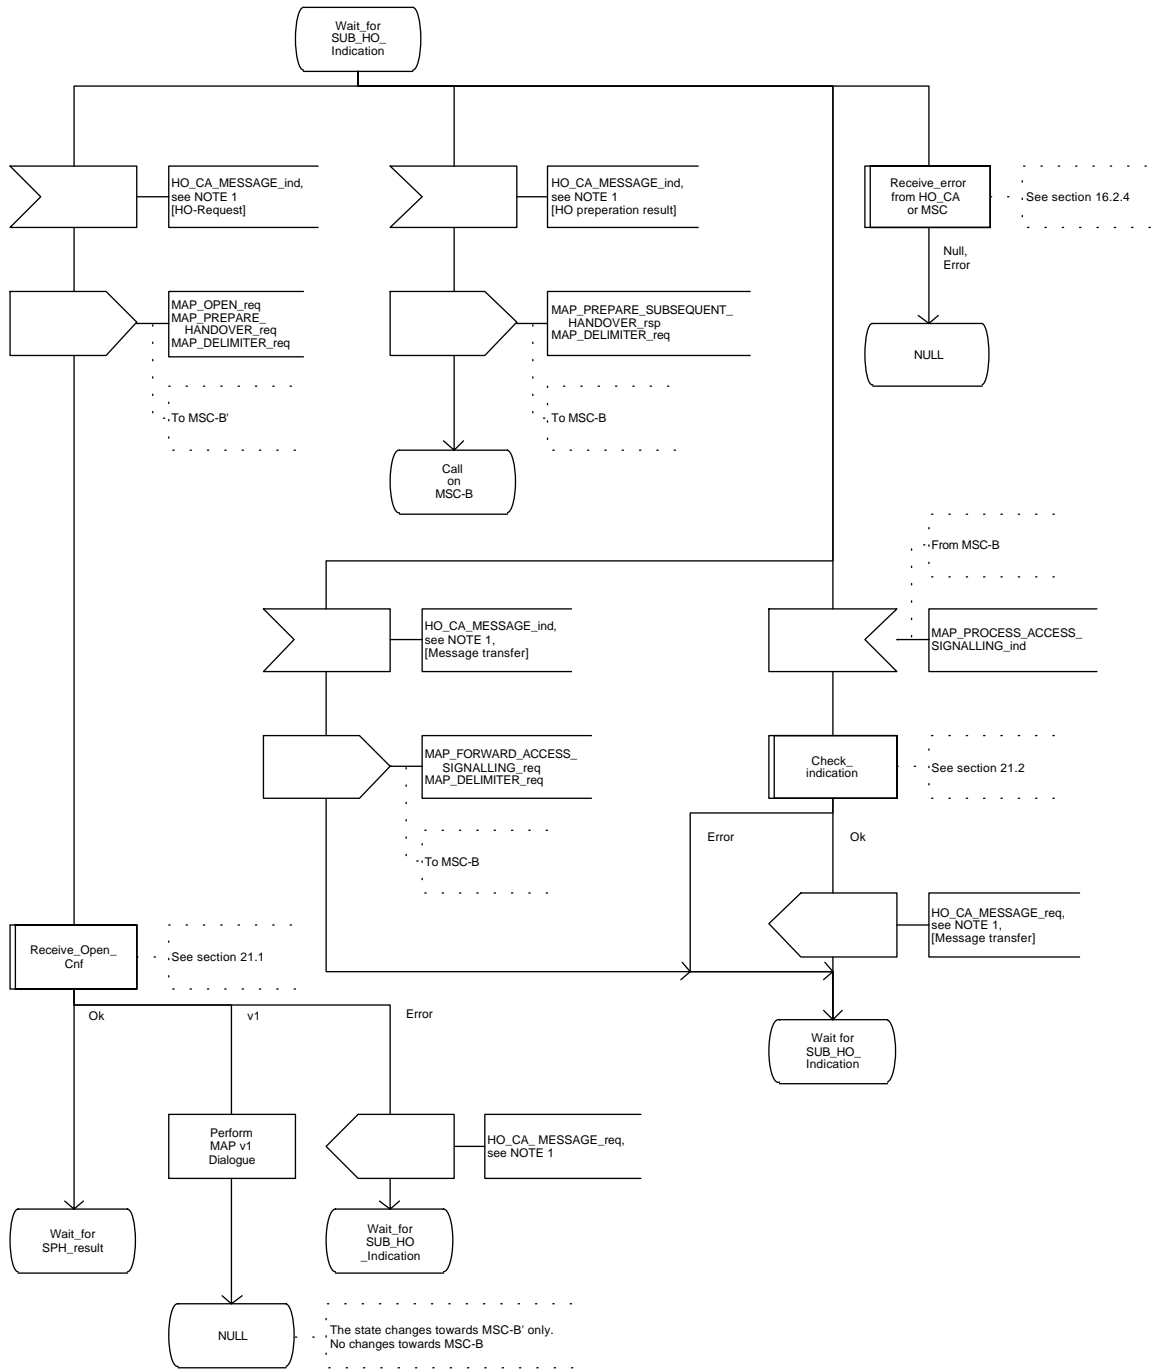 Wait_for
SUB_HO_
Indication
HO_CA_MESSAGE_ind,
see NOTE 1
[HO-Request]
HO_CA_MESSAGE_ind,
see NOTE 1
[HO preperation result]
Receive_error
from HO_CA
or MSC
See section 16.2.4
Null,
Error
MAP_OPEN_req
MAP_PREPARE_
HANDOVER_req
MAP_DELIMITER_req
MAP_PREPARE_SUBSEQUENT_
HANDOVER_rsp
MAP_DELIMITER_req
NULL
To MSC-B'
To MSC-B
Call
on
MSC-B
From MSC-B
HO_CA_MESSAGE_ind,
see NOTE 1,
[Message transfer]
MAP_PROCESS_ACCESS_
SIGNALLING_ind
MAP_FORWARD_ACCESS_
SIGNALLING_req
MAP_DELIMITER_req
Check_
indication
See section 21.2
Error
Ok
To MSC-B
HO_CA_MESSAGE_req,
see NOTE 1,
[Message transfer]
Receive_Open_
Cnf
See section 21.1
Ok
v1
Error
Wait for
SUB_HO_
Indication
Perform
MAP v1
Dialogue
HO_CA_ MESSAGE_req,
see NOTE 1
Wait_for
SPH_result
Wait_for
SUB_HO
_Indication
NULL
The state changes towards MSC-B' only.
No changes towards MSC-B